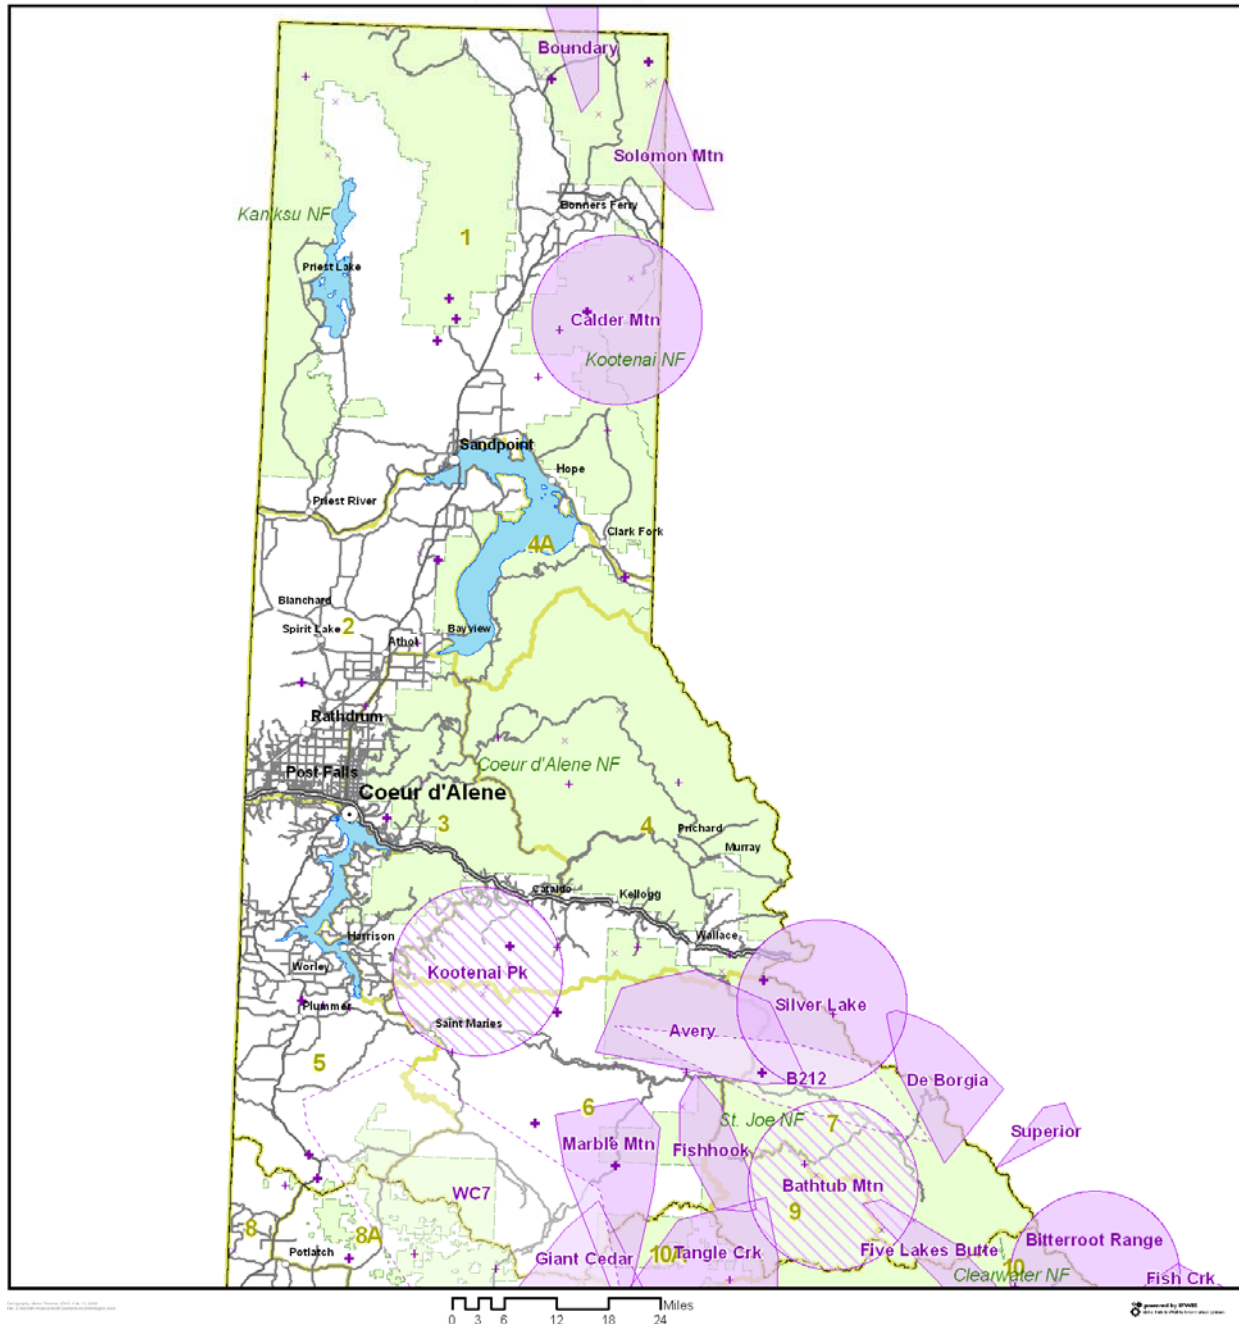 Boundary
Solomon Mtn
Bonners Ferry
Kaniksu NF
1
Priest Lake
Calder Mtn
Kootenai NF
Sandpoint
Hope
Priest River
Clark Fork
4A
Blanchard
Spirit Lake
2
Bayview
Athol
Rathdrum
Coeur d'Alene NF
Post Falls
Coeur d'Alene
3
4
Prichard
Murray
Cataldo
Kellogg
Harrison
Wallace
Worley
Kootenai Pk
Silver Lake
Plummer
Saint Maries
Avery
5
B212
De Borgia
6
St. Joe NF
7
Superior
Marble Mtn
Fishhook
WC7
Bathtub Mtn
9
8
8A
Potlatch
Giant Cedar
10A
Tangle Crk
Five Lakes Butte
Bitterroot Range
10
Clearwater NF
Fish Crk
Miles
0 3 6 12 18 24
powered by IFWIS